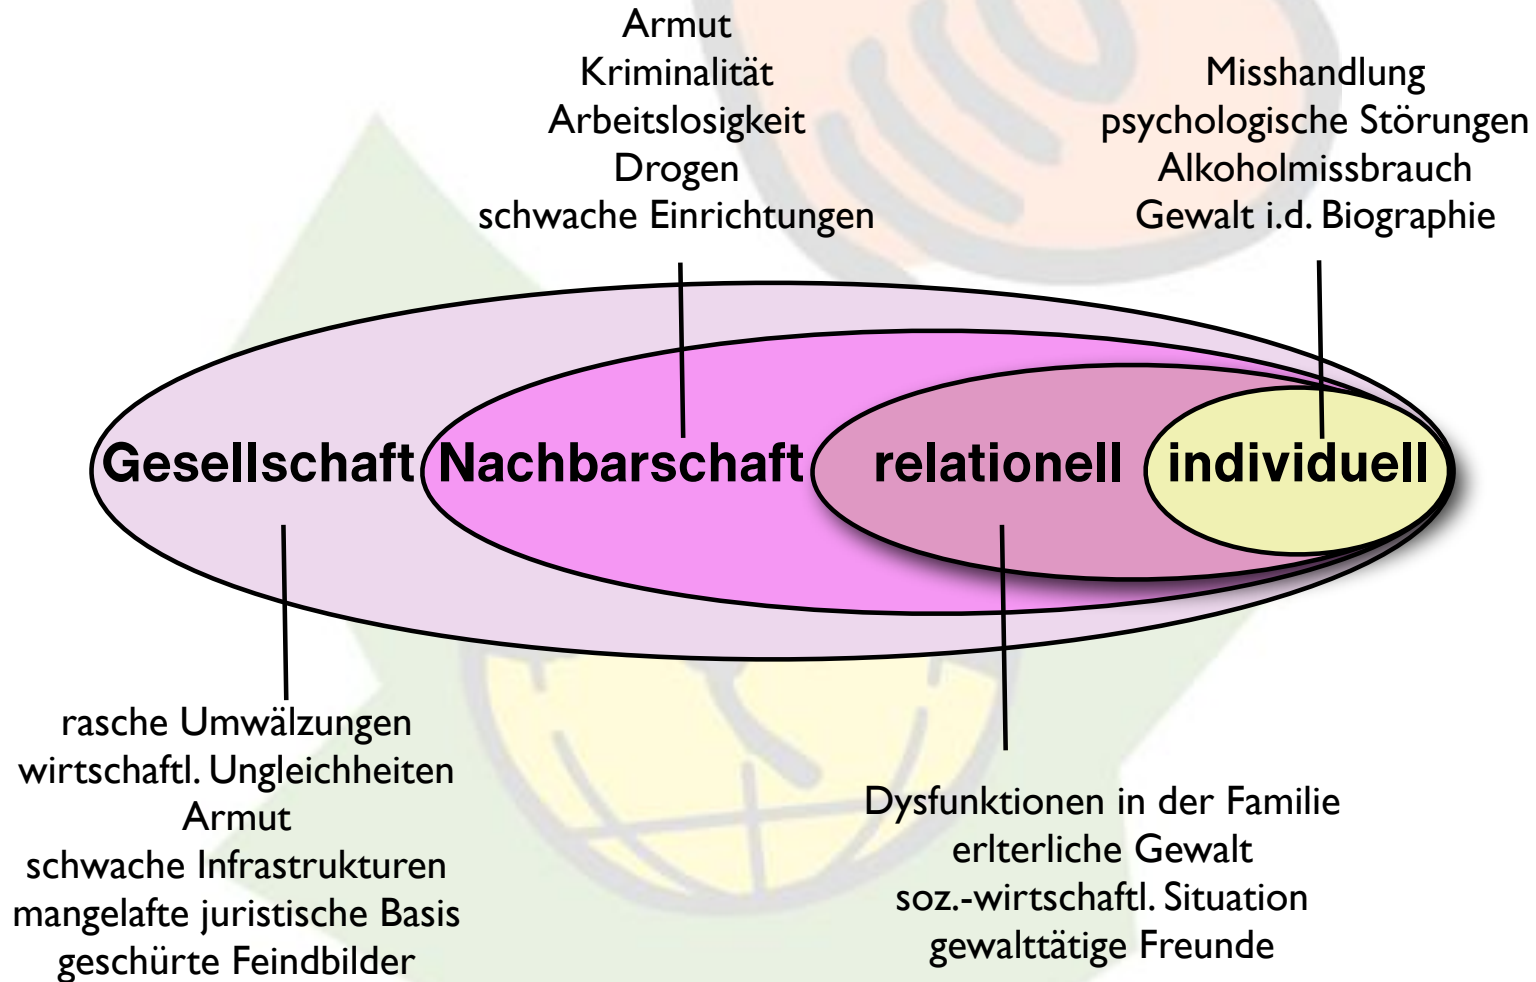 Armut
Kriminalität
Arbeitslosigkeit
Drogen
schwache Einrichtungen
Misshandlung
psychologische Störungen
Alkoholmissbrauch
Gewalt i.d. Biographie
Gesellschaft
Nachbarschaft
relationell
individuell
rasche Umwälzungen
wirtschaftl. Ungleichheiten
Armut
schwache Infrastrukturen
mangelafte juristische Basis
geschürte Feindbilder
Dysfunktionen in der Familie
erlterliche Gewalt
soz.-wirtschaftl. Situation
gewalttätige Freunde